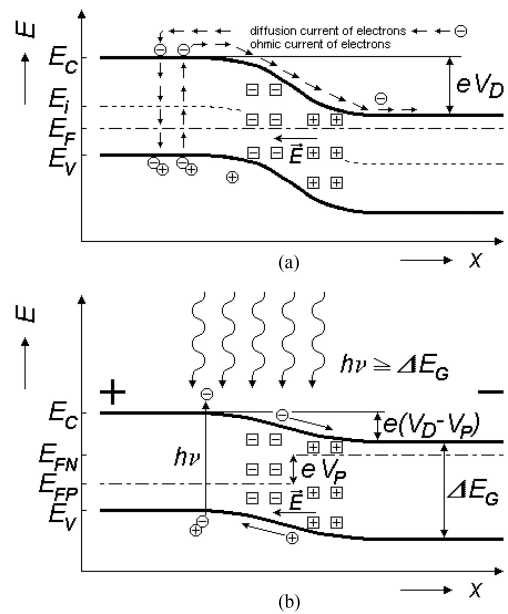 E
diffusion current of electrons
ohmic current of electrons
E_C
eV_D
E_i
E_F
E_V
E
X
(a)
E
hν ≧ ΔE_G
+
−
E_C
e(V_D-V_P)
hν
E_FN
eV_P
E_FP
ΔE_G
E
E_V
X
(b)